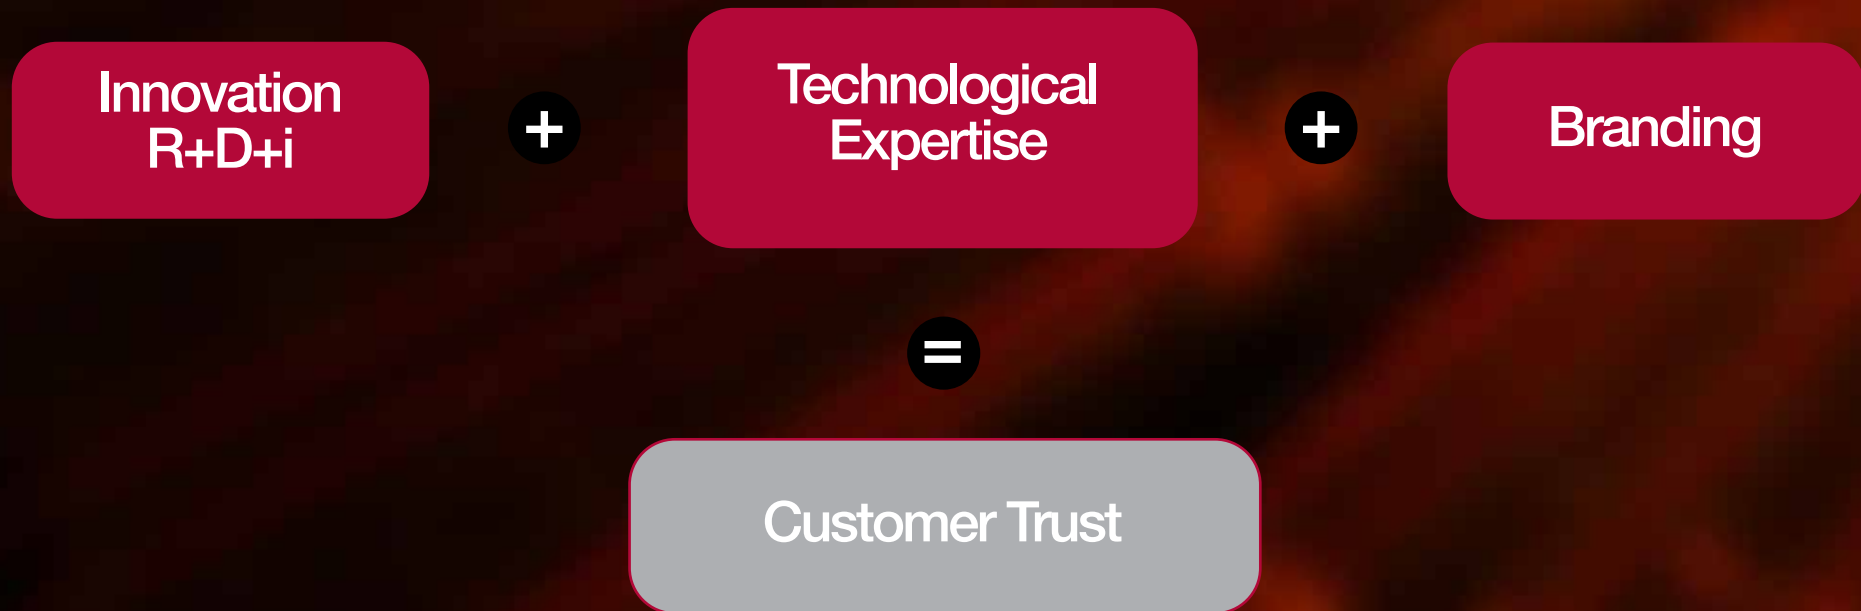 Innovation
R+D+i
+
Technological
Expertise
+
Branding
=
Customer Trust